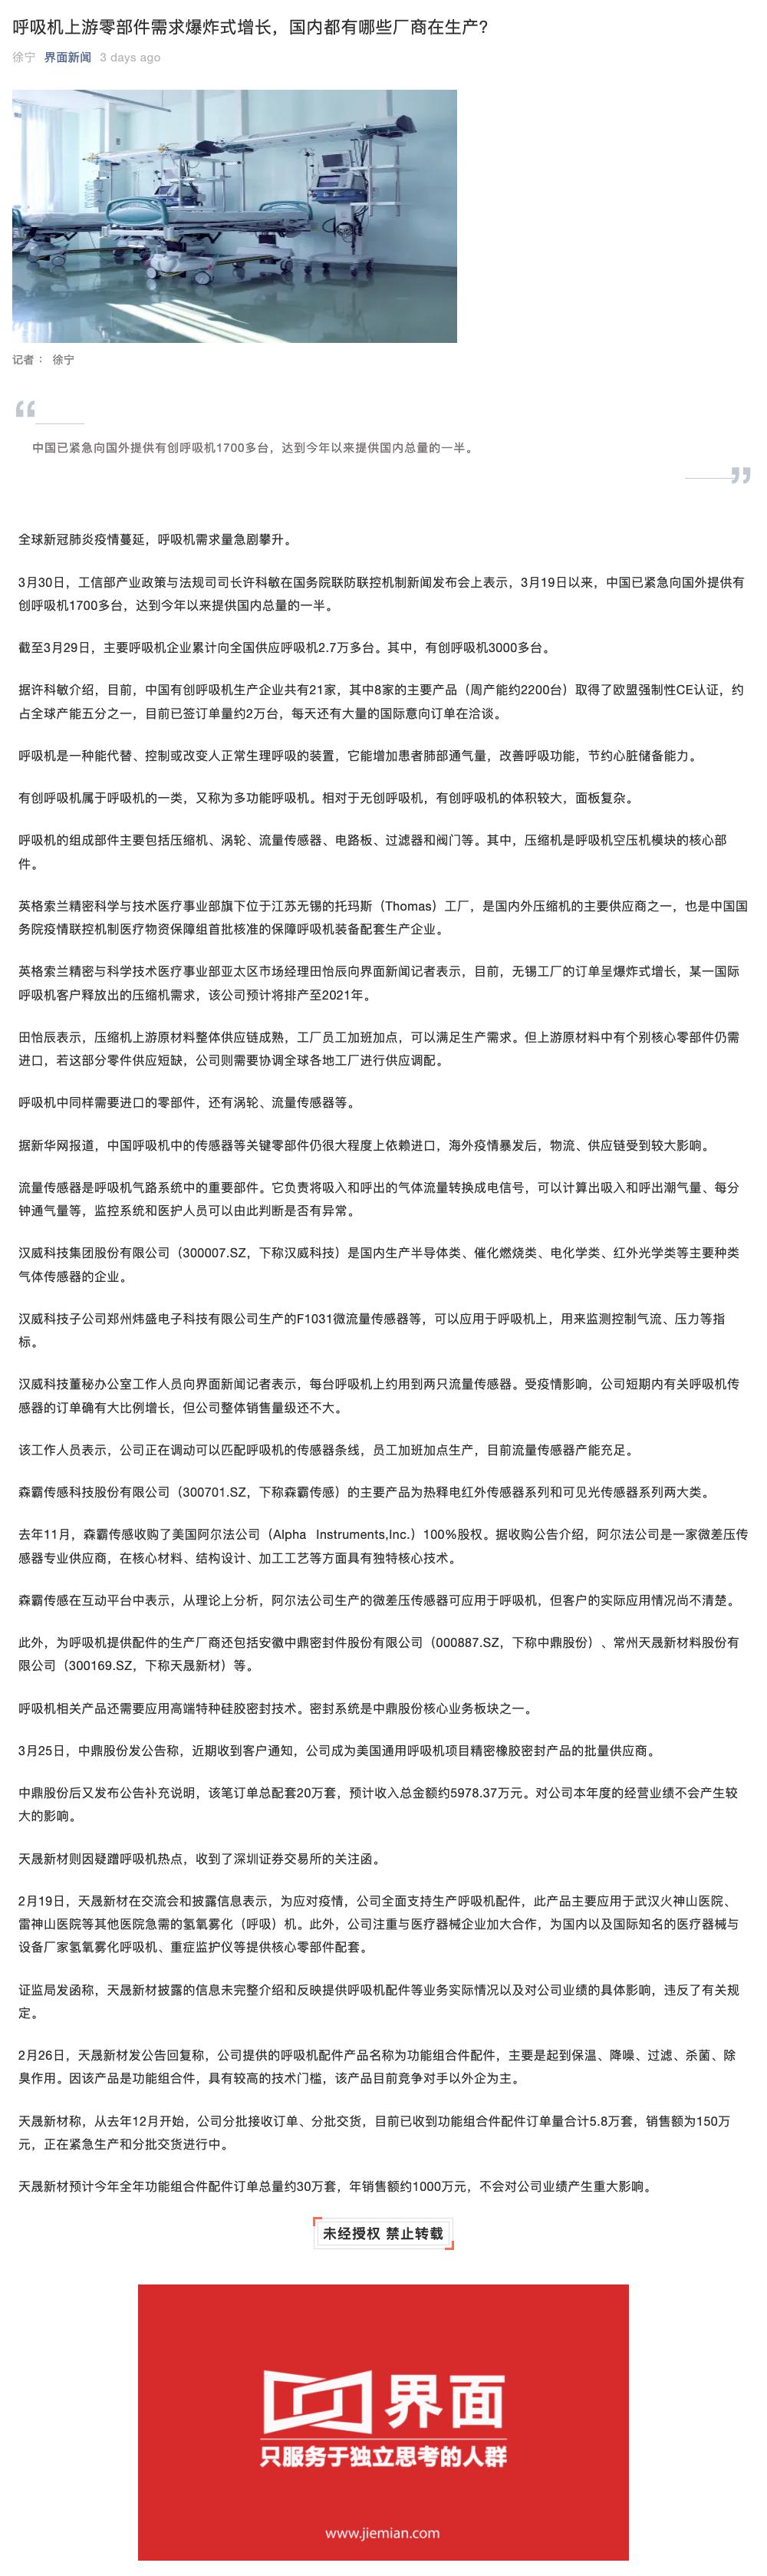 呼吸机上游零部件需求爆炸式增长，国内都有哪些厂商在生产？
徐宁 界面新闻 3 days ago
记者： 徐宁
“
中国已紧急向国外提供有创呼吸机1700多台，达到今年以来提供国内总量的一半。
”
全球新冠肺炎疫情蔓延，呼吸机需求量急剧攀升。
3月30日，工信部产业政策与法规司司长许科敏在国务院联防联控机制新闻发布会上表示，3月19日以来，中国已紧急向国外提供有
创呼吸机1700多台，达到今年以来提供国内总量的一半。
截至3月29日，主要呼吸机企业累计向全国供应呼吸机2.7万多台。其中，有创呼吸机3000多台。
据许科敏介绍，目前，中国有创呼吸机生产企业共有21家，其中8家的主要产品（周产能约2200台）取得了欧盟强制性CE认证，约
占全球产能五分之一，目前已签订单量约2万台，每天还有大量的国际意向订单在洽谈。
呼吸机是一种能代替、控制或改变人正常生理呼吸的装置，它能增加患者肺部通气量，改善呼吸功能，节约心脏储备能力。
有创呼吸机属于呼吸机的一类，又称为多功能呼吸机。相对于无创呼吸机，有创呼吸机的体积较大，面板复杂。
呼吸机的组成部件主要包括压缩机、涡轮、流量传感器、电路板、过滤器和阀门等。其中，压缩机是呼吸机空压机模块的核心部
件。
英格索兰精密科学与技术医疗事业部旗下位于江苏无锡的托玛斯（Thomas）工厂，是国内外压缩机的主要供应商之一，也是中国国
务院疫情联控机制医疗物资保障组首批核准的保障呼吸机装备配套生产企业。
英格索兰精密与科学技术医疗事业部亚太区市场经理田怡辰向界面新闻记者表示，目前，无锡工厂的订单呈爆炸式增长，某一国际
呼吸机客户释放出的压缩机需求，该公司预计将排产至2021年。
田怡辰表示，压缩机上游原材料整体供应链成熟，工厂员工加班加点，可以满足生产需求。但上游原材料中有个别核心零部件仍需
进口，若这部分零件供应短缺，公司则需要协调全球各地工厂进行供应调配。
呼吸机中同样需要进口的零部件，还有涡轮、流量传感器等。
据新华网报道，中国呼吸机中的传感器等关键零部件仍很大程度上依赖进口，海外疫情暴发后，物流、供应链受到较大影响。
流量传感器是呼吸机气路系统中的重要部件。它负责将吸入和呼出的气体流量转换成电信号，可以计算出吸入和呼出潮气量、每分
钟通气量等，监控系统和医护人员可以由此判断是否有异常。
汉威科技集团股份有限公司（300007.SZ，下称汉威科技）是国内生产半导体类、催化燃烧类、电化学类、红外光学类等主要种类
气体传感器的企业。
汉威科技子公司郑州炜盛电子科技有限公司生产的F1031微流量传感器等，可以应用于呼吸机上，用来监测控制气流、压力等指
标。
汉威科技董秘办公室工作人员向界面新闻记者表示，每台呼吸机上约用到两只流量传感器。受疫情影响，公司短期内有关呼吸机传
感器的订单确有大比例增长，但公司整体销售量级还不大。
该工作人员表示，公司正在调动可以匹配呼吸机的传感器条线，员工加班加点生产，目前流量传感器产能充足。
森霸传感科技股份有限公司（300701.SZ，下称森霸传感）的主要产品为热释电红外传感器系列和可见光传感器系列两大类。
去年11月，森霸传感收购了美国阿尔法公司（Alpha Instruments,Inc.）100%股权。据收购公告介绍，阿尔法公司是一家微差压传
感器专业供应商，在核心材料、结构设计、加工工艺等方面具有独特核心技术。
森霸传感在互动平台中表示，从理论上分析，阿尔法公司生产的微差压传感器可应用于呼吸机，但客户的实际应用情况尚不清楚。
此外，为呼吸机提供配件的生产厂商还包括安徽中鼎密封件股份有限公司（000887.SZ，下称中鼎股份）、常州天晟新材料股份有
限公司（300169.SZ，下称天晟新材）等。
呼吸机相关产品还需要应用高端特种硅胶密封技术。密封系统是中鼎股份核心业务板块之一。
3月25日，中鼎股份发公告称，近期收到客户通知，公司成为美国通用呼吸机项目精密橡胶密封产品的批量供应商。
中鼎股份后又发布公告补充说明，该笔订单总配套20万套，预计收入总金额约5978.37万元。对公司本年度的经营业绩不会产生较
大的影响。
天晟新材则因疑蹭呼吸机热点，收到了深圳证券交易所的关注函。
2月19日，天晟新材在交流会和披露信息表示，为应对疫情，公司全面支持生产呼吸机配件，此产品主要应用于武汉火神山医院、
雷神山医院等其他医院急需的氢氧雾化（呼吸）机。此外，公司注重与医疗器械企业加大合作，为国内以及国际知名的医疗器械与
设备厂家氢氧雾化呼吸机、重症监护仪等提供核心零部件配套。
证监局发函称，天晟新材披露的信息未完整介绍和反映提供呼吸机配件等业务实际情况以及对公司业绩的具体影响，违反了有关规
定。
2月26日，天晟新材发公告回复称，公司提供的呼吸机配件产品名称为功能组合件配件，主要是起到保温、降噪、过滤、杀菌、除
臭作用。因该产品是功能组合件，具有较高的技术门槛，该产品目前竞争对手以外企为主。
天晟新材称，从去年12月开始，公司分批接收订单、分批交货，目前已收到功能组合件配件订单量合计5.8万套，销售额为150万
元，正在紧急生产和分批交货进行中。
天晟新材预计今年全年功能组合件配件订单总量约30万套，年销售额约1000万元，不会对公司业绩产生重大影响。
未经授权 禁止转载
界面
只服务于独立思考的人群
www.jiemian.com